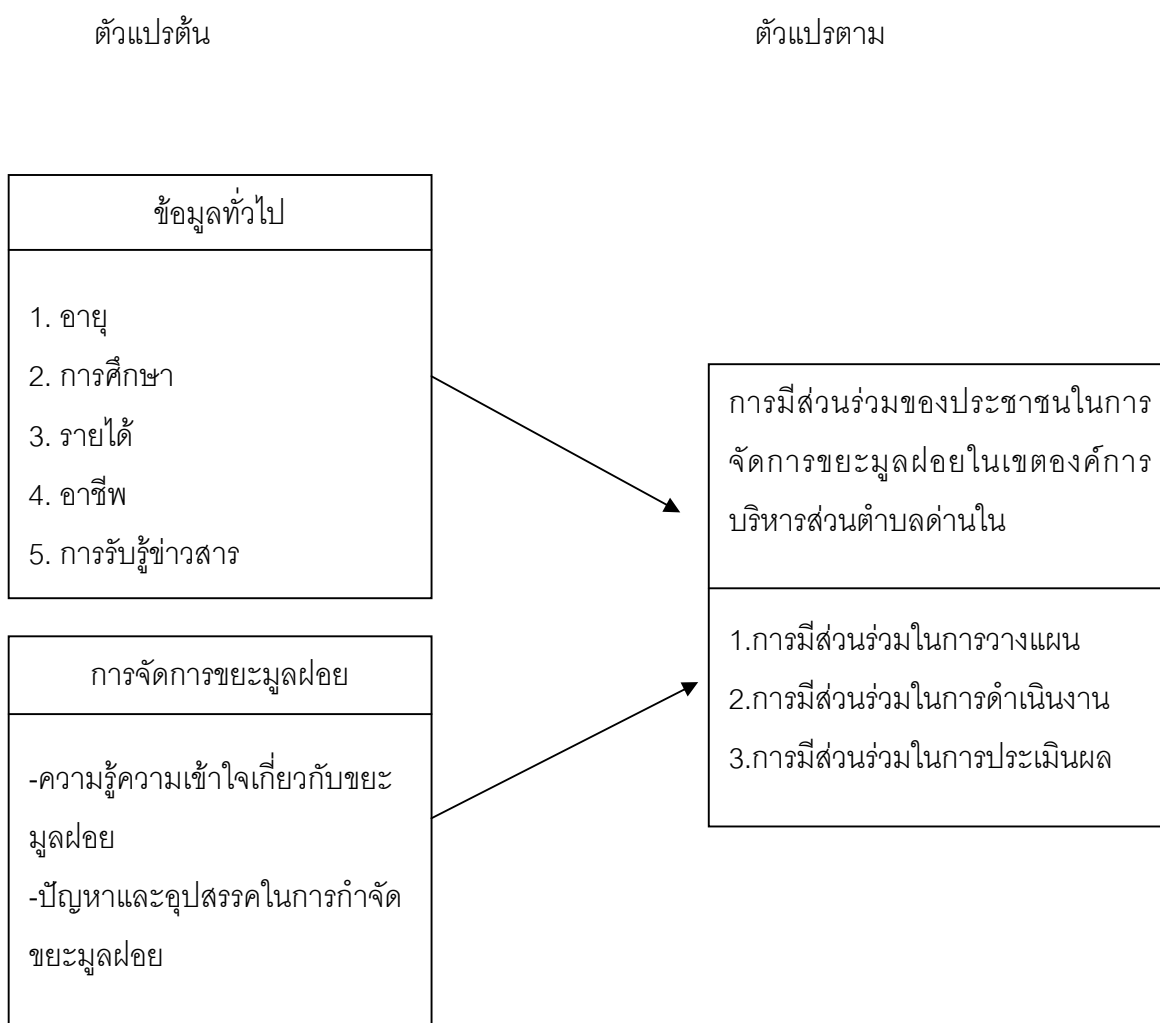 ตัวแปรต้น
ตัวแปรตาม
ข้อมูลทั่วไป
1. อายุ
2. การศึกษา
3. รายได้
4. อาชีพ
5. การรับรู้ข่าวสาร
การจัดการขยะมูลฝอย
-ความรู้ความเข้าใจเกี่ยวกับขยะ
มูลฝอย
-ปัญหาและอุปสรรคในการกำจัด
ขยะมูลฝอย
การมีส่วนร่วมของประชาชนในการ
จัดการขยะมูลฝอยในเขตองค์การ
บริหารส่วนตำบลด่านใน
1.การมีส่วนร่วมในการวางแผน
2.การมีส่วนร่วมในการดำเนินงาน
3.การมีส่วนร่วมในการประเมินผล